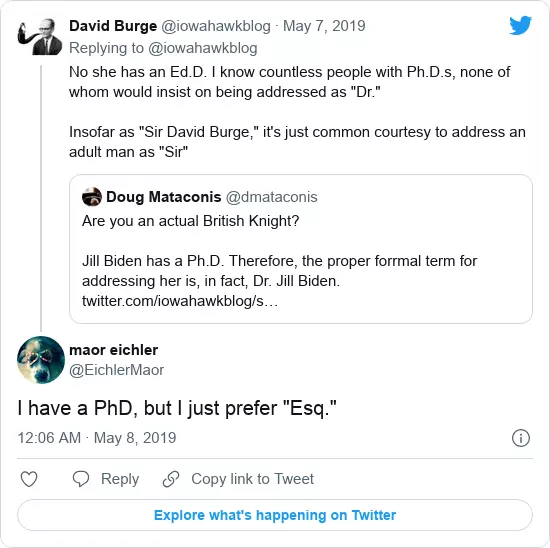 David Burge @iowahawkblog · May 7, 2019
Replying to @iowahawkblog
No she has an Ed.D. I know countless people with Ph.D.s, none of
whom would insist on being addressed as "Dr."
Insofar as "Sir David Burge," it's just common courtesy to address an
adult man as "Sir"
Doug Mataconis @dmataconis
Are you an actual British Knight?
Jill Biden has a Ph.D. Therefore, the proper forrmal term for
addressing her is, in fact, Dr. Jill Biden.
twitter.com/iowahawkblog/s…
maor eichler
@EichlerMaor
I have a PhD, but I just prefer "Esq."
12:06 AM · May 8, 2019
Reply Copy link to Tweet
Explore what's happening on Twitter